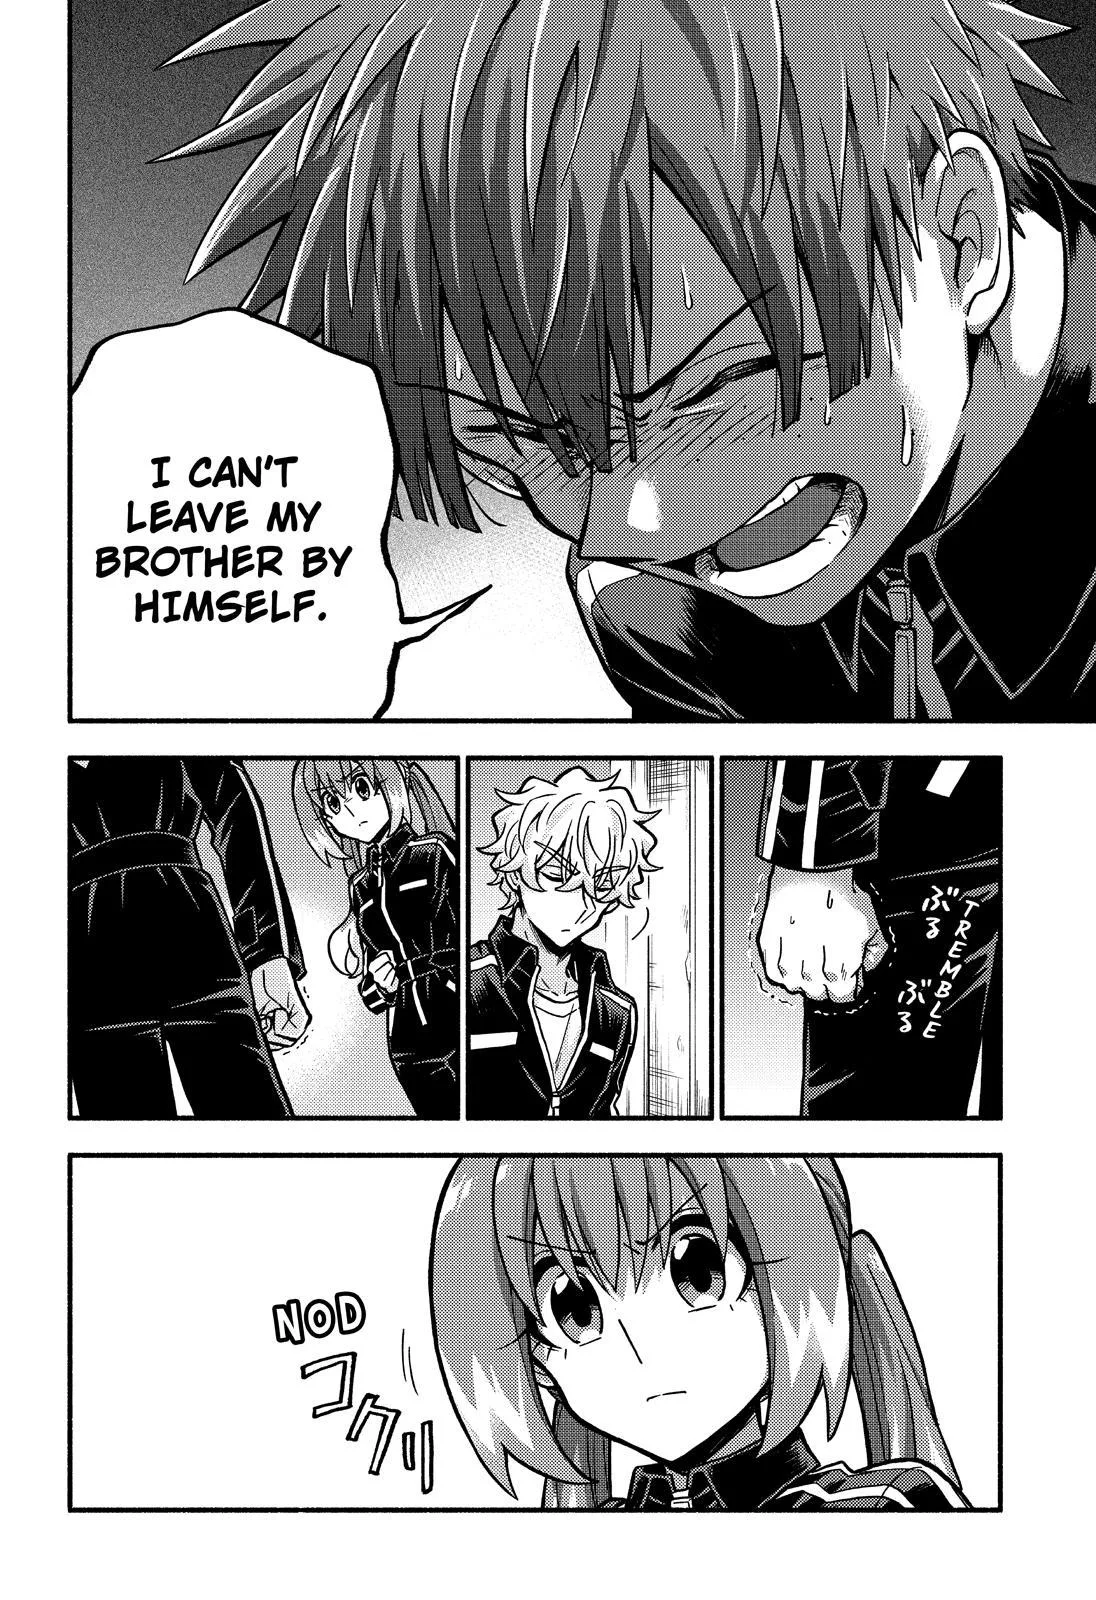 I CAN'T
LEAVE MY
BROTHER BY
HIMSELF.
ぶる
TREMBLE
ぶる
NOD
コクリ